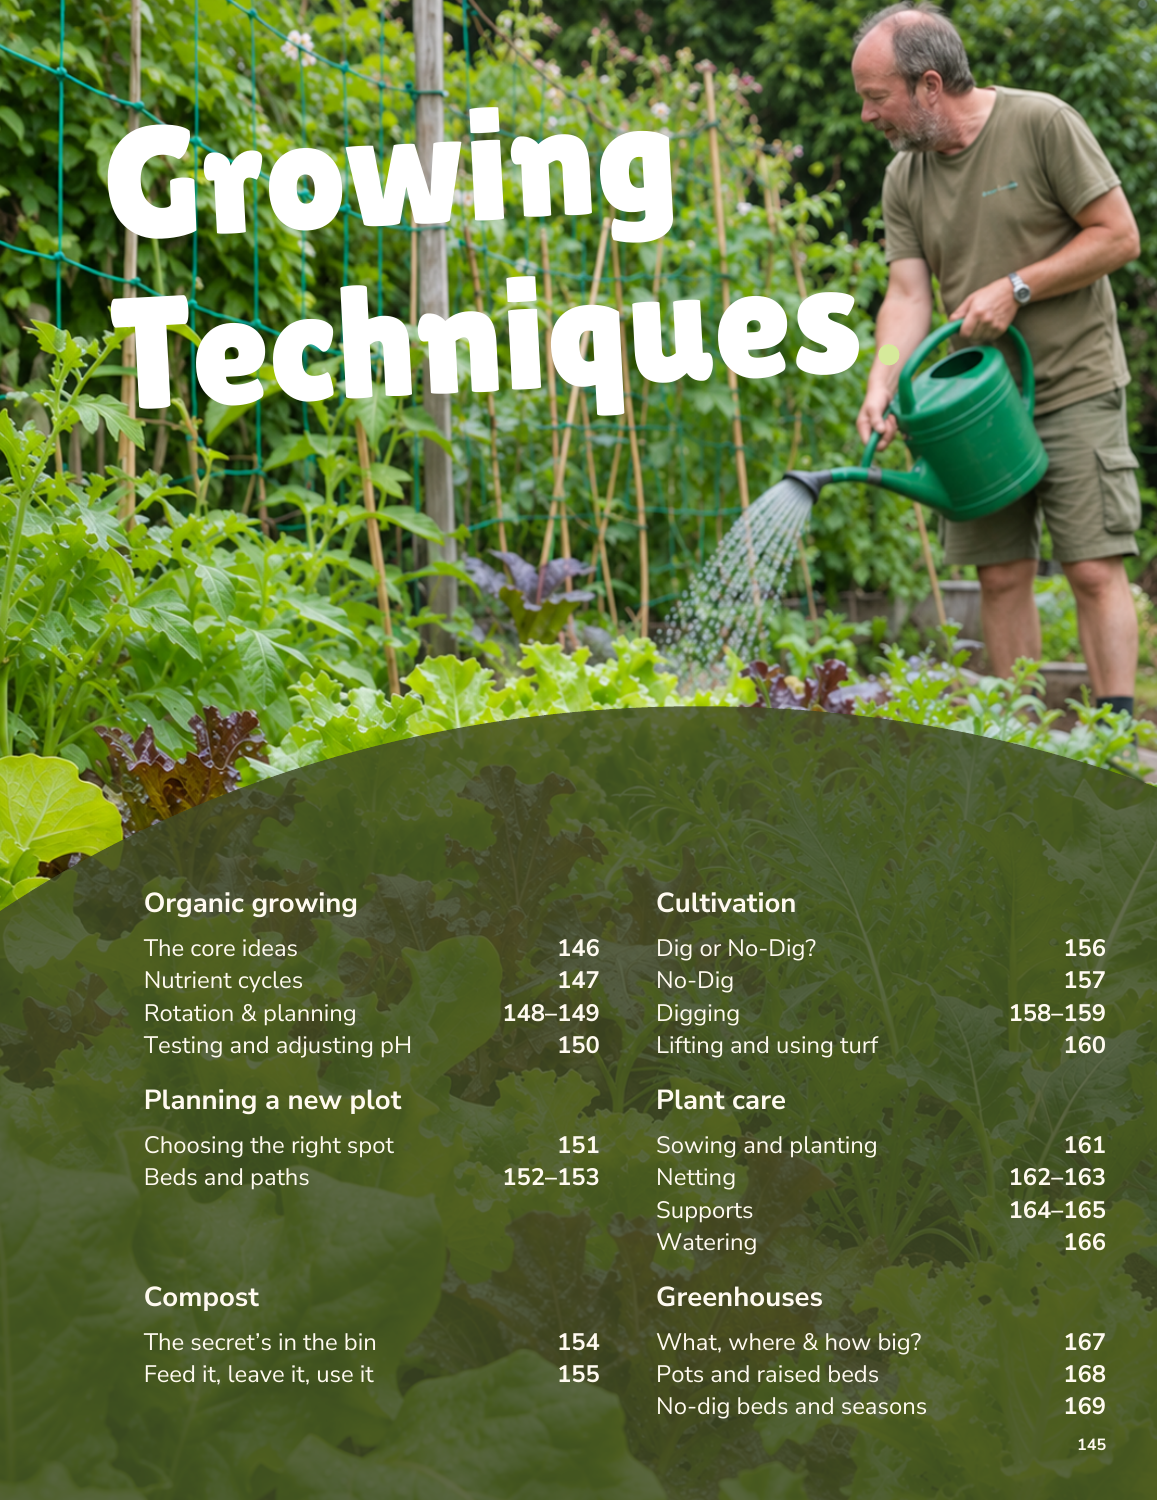 Growing
Techniques.
Organic growing
The core ideas 146
Nutrient cycles 147
Rotation & planning 148–149
Testing and adjusting pH 150
Planning a new plot
Choosing the right spot 151
Beds and paths 152–153
Compost
The secret’s in the bin 154
Feed it, leave it, use it 155
Cultivation
Dig or No-Dig? 156
No-Dig 157
Digging 158–159
Lifting and using turf 160
Plant care
Sowing and planting 161
Netting 162–163
Supports 164–165
Watering 166
Greenhouses
What, where & how big? 167
Pots and raised beds 168
No-dig beds and seasons 169
145